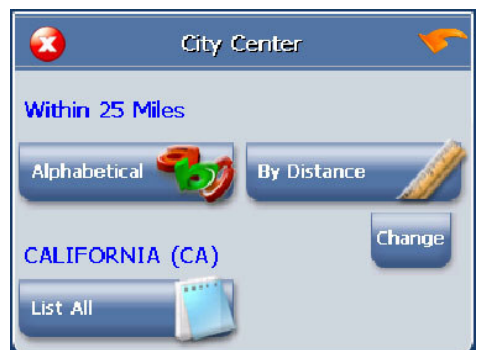 City Center
Within 25 Miles
Alphabetical
By Distance
Change
CALIFORNIA (CA)
List All